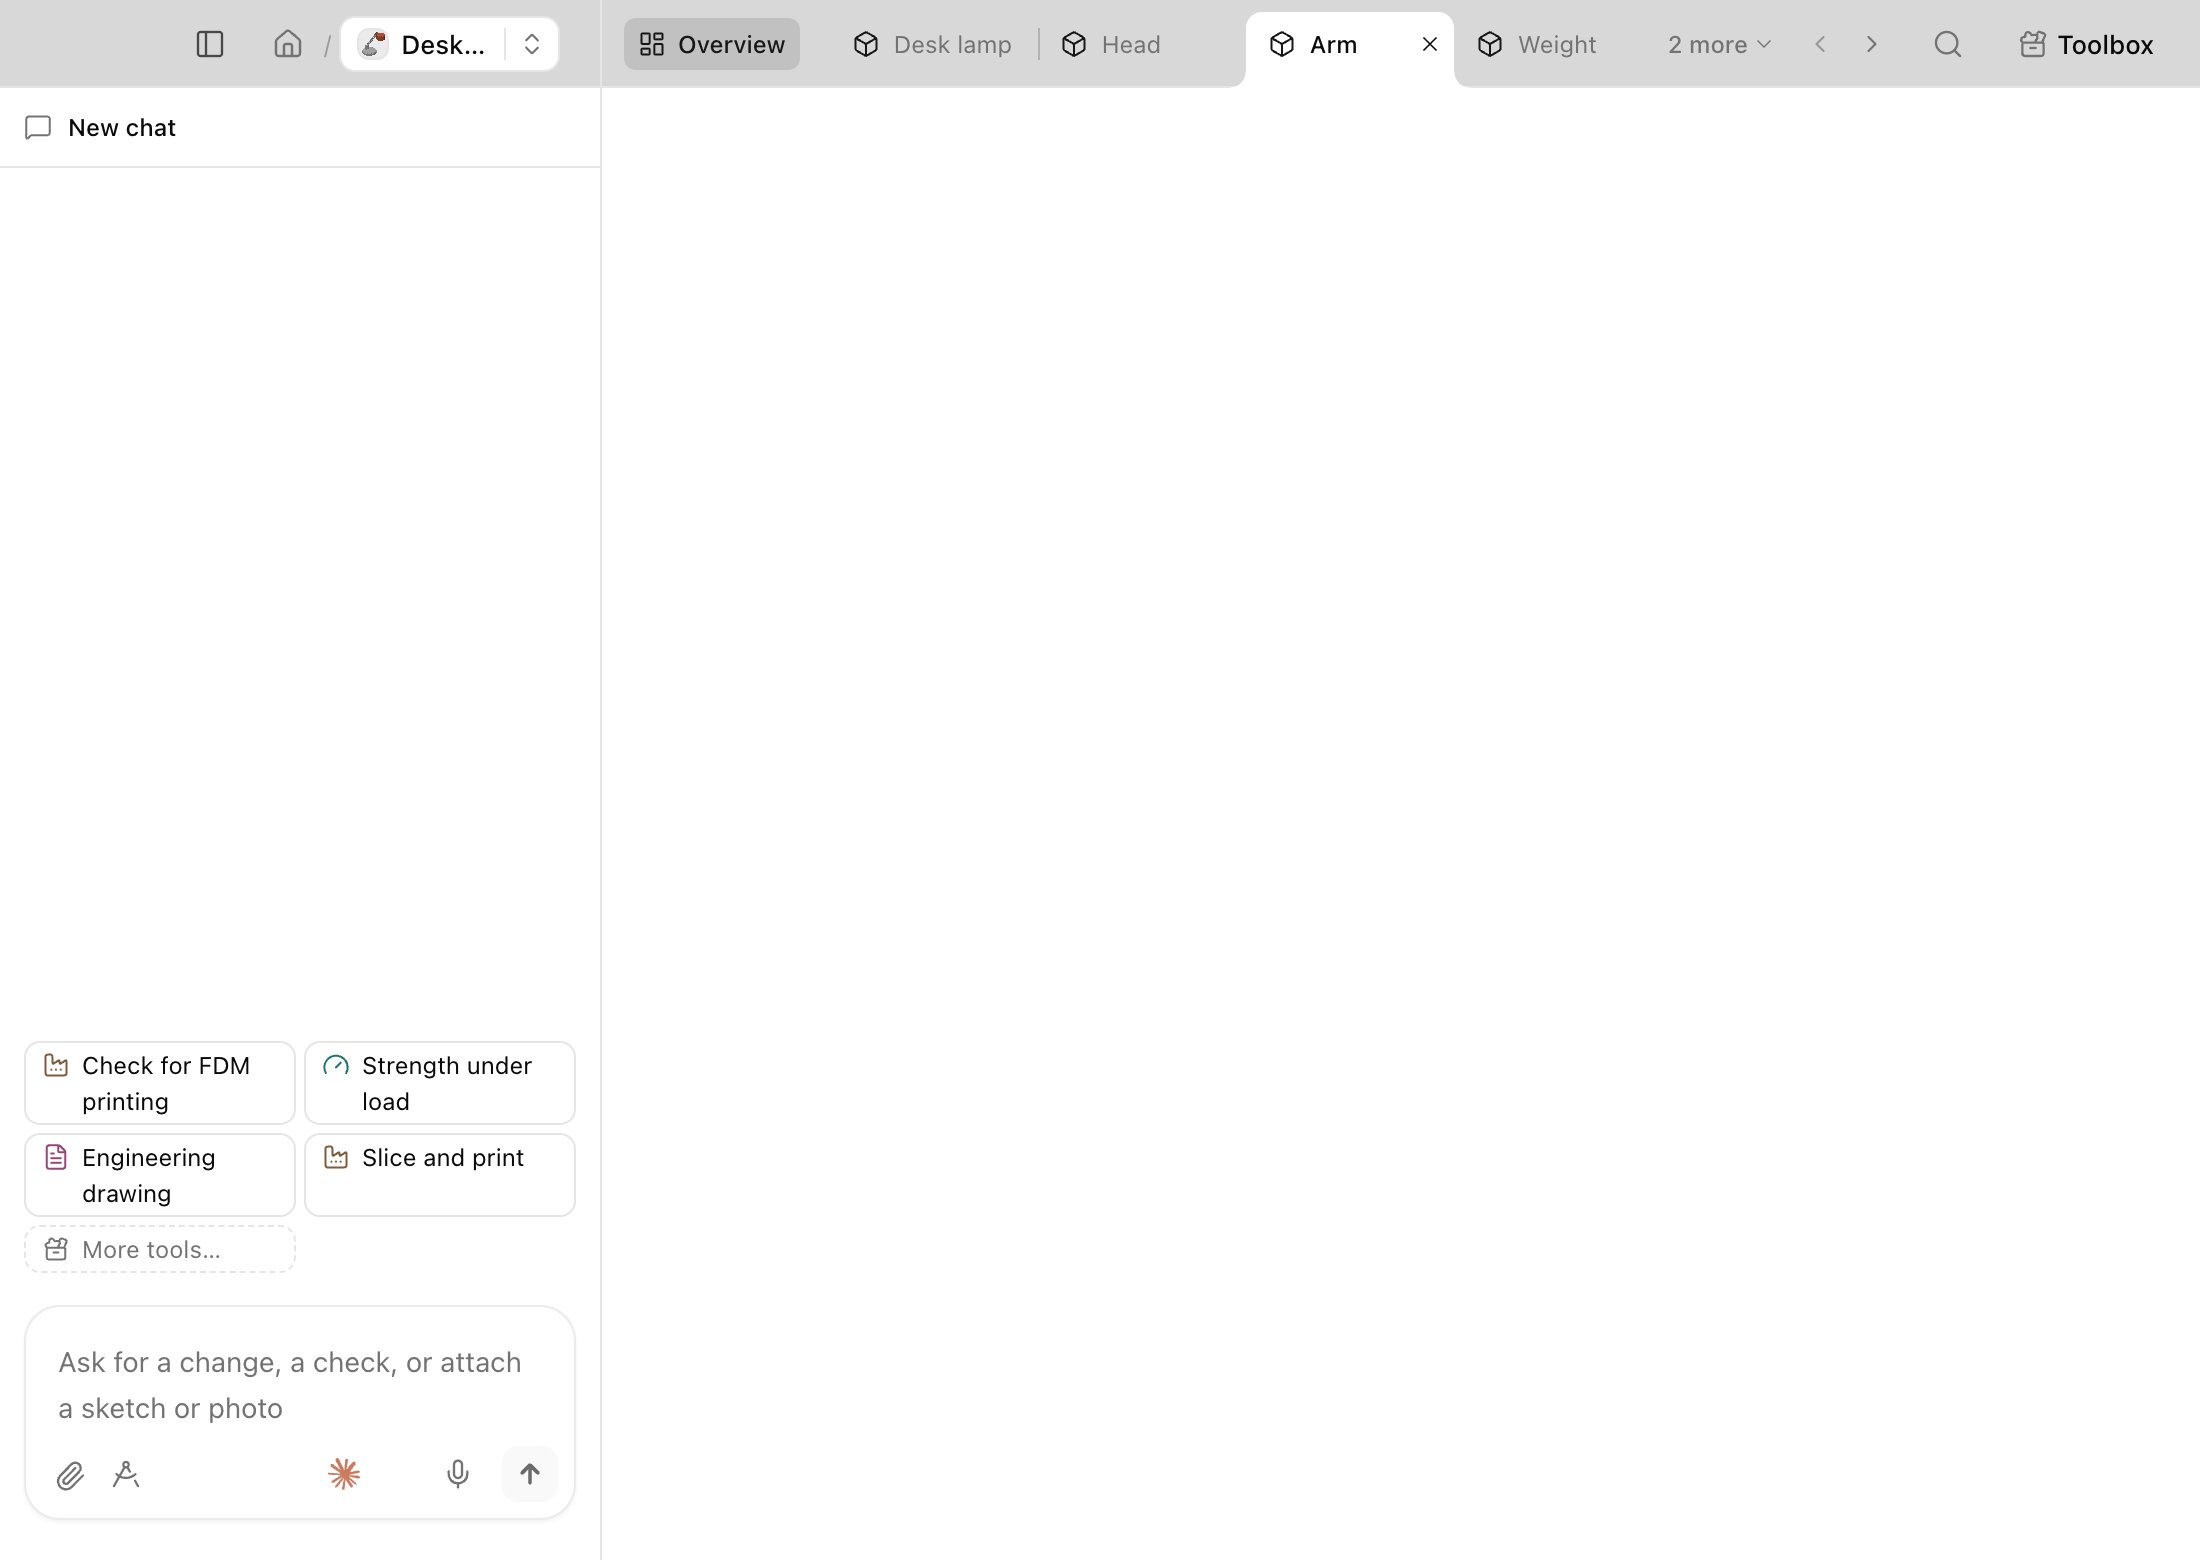 / Desk... Overview Desk lamp Head Arm Weight 2 more Toolbox
New chat
Check for FDM printing
Strength under load
Engineering drawing
Slice and print
More tools...
Ask for a change, a check, or attach
a sketch or photo